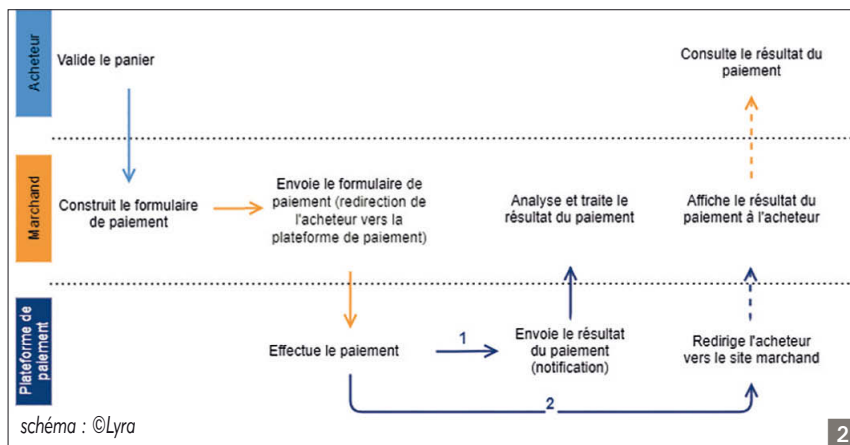 Acheteur
Valide le panier
Consulte le résultat du
paiement
Marchand
Construit le formulaire
de paiement
Envoie le formulaire de
paiement (redirection de
l'acheteur vers la
plateforme de paiement)
Analyse et traite le
résultat du paiement
Affiche le résultat du
paiement à l'acheteur
Plateforme de
paiement
Effectue le paiement
1
Envoie le résultat
du paiement
(notification)
Redirige l'acheteur
vers le site marchand
2
schéma : ©Lyra
2